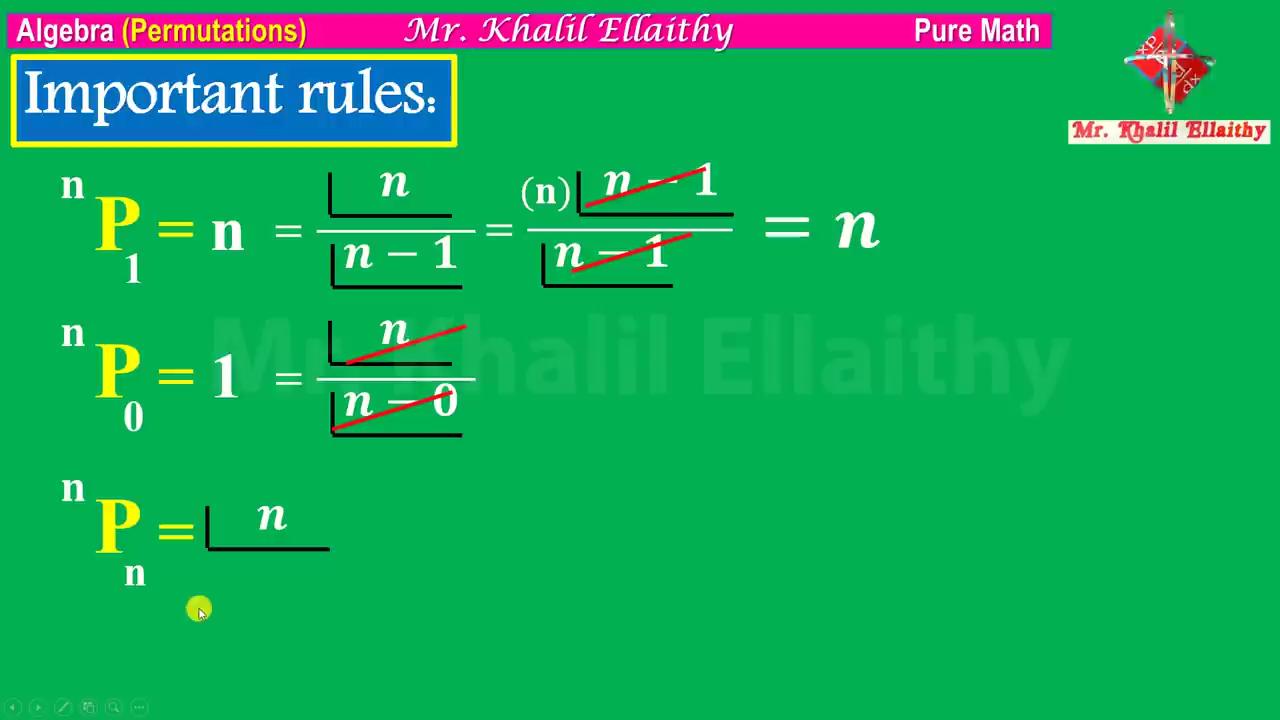 Algebra (Permutations) Mr. Khalil Ellaithy Pure Math
Mr. Khalil Ellaithy
Important rules:
ⁿP₁ = n = |n / |n − 1 = (n) |n − 1 / |n − 1 = n
ⁿP₀ = 1 = |n / |n − 0
ⁿPₙ = |n
Mr. Khalil Ellaithy